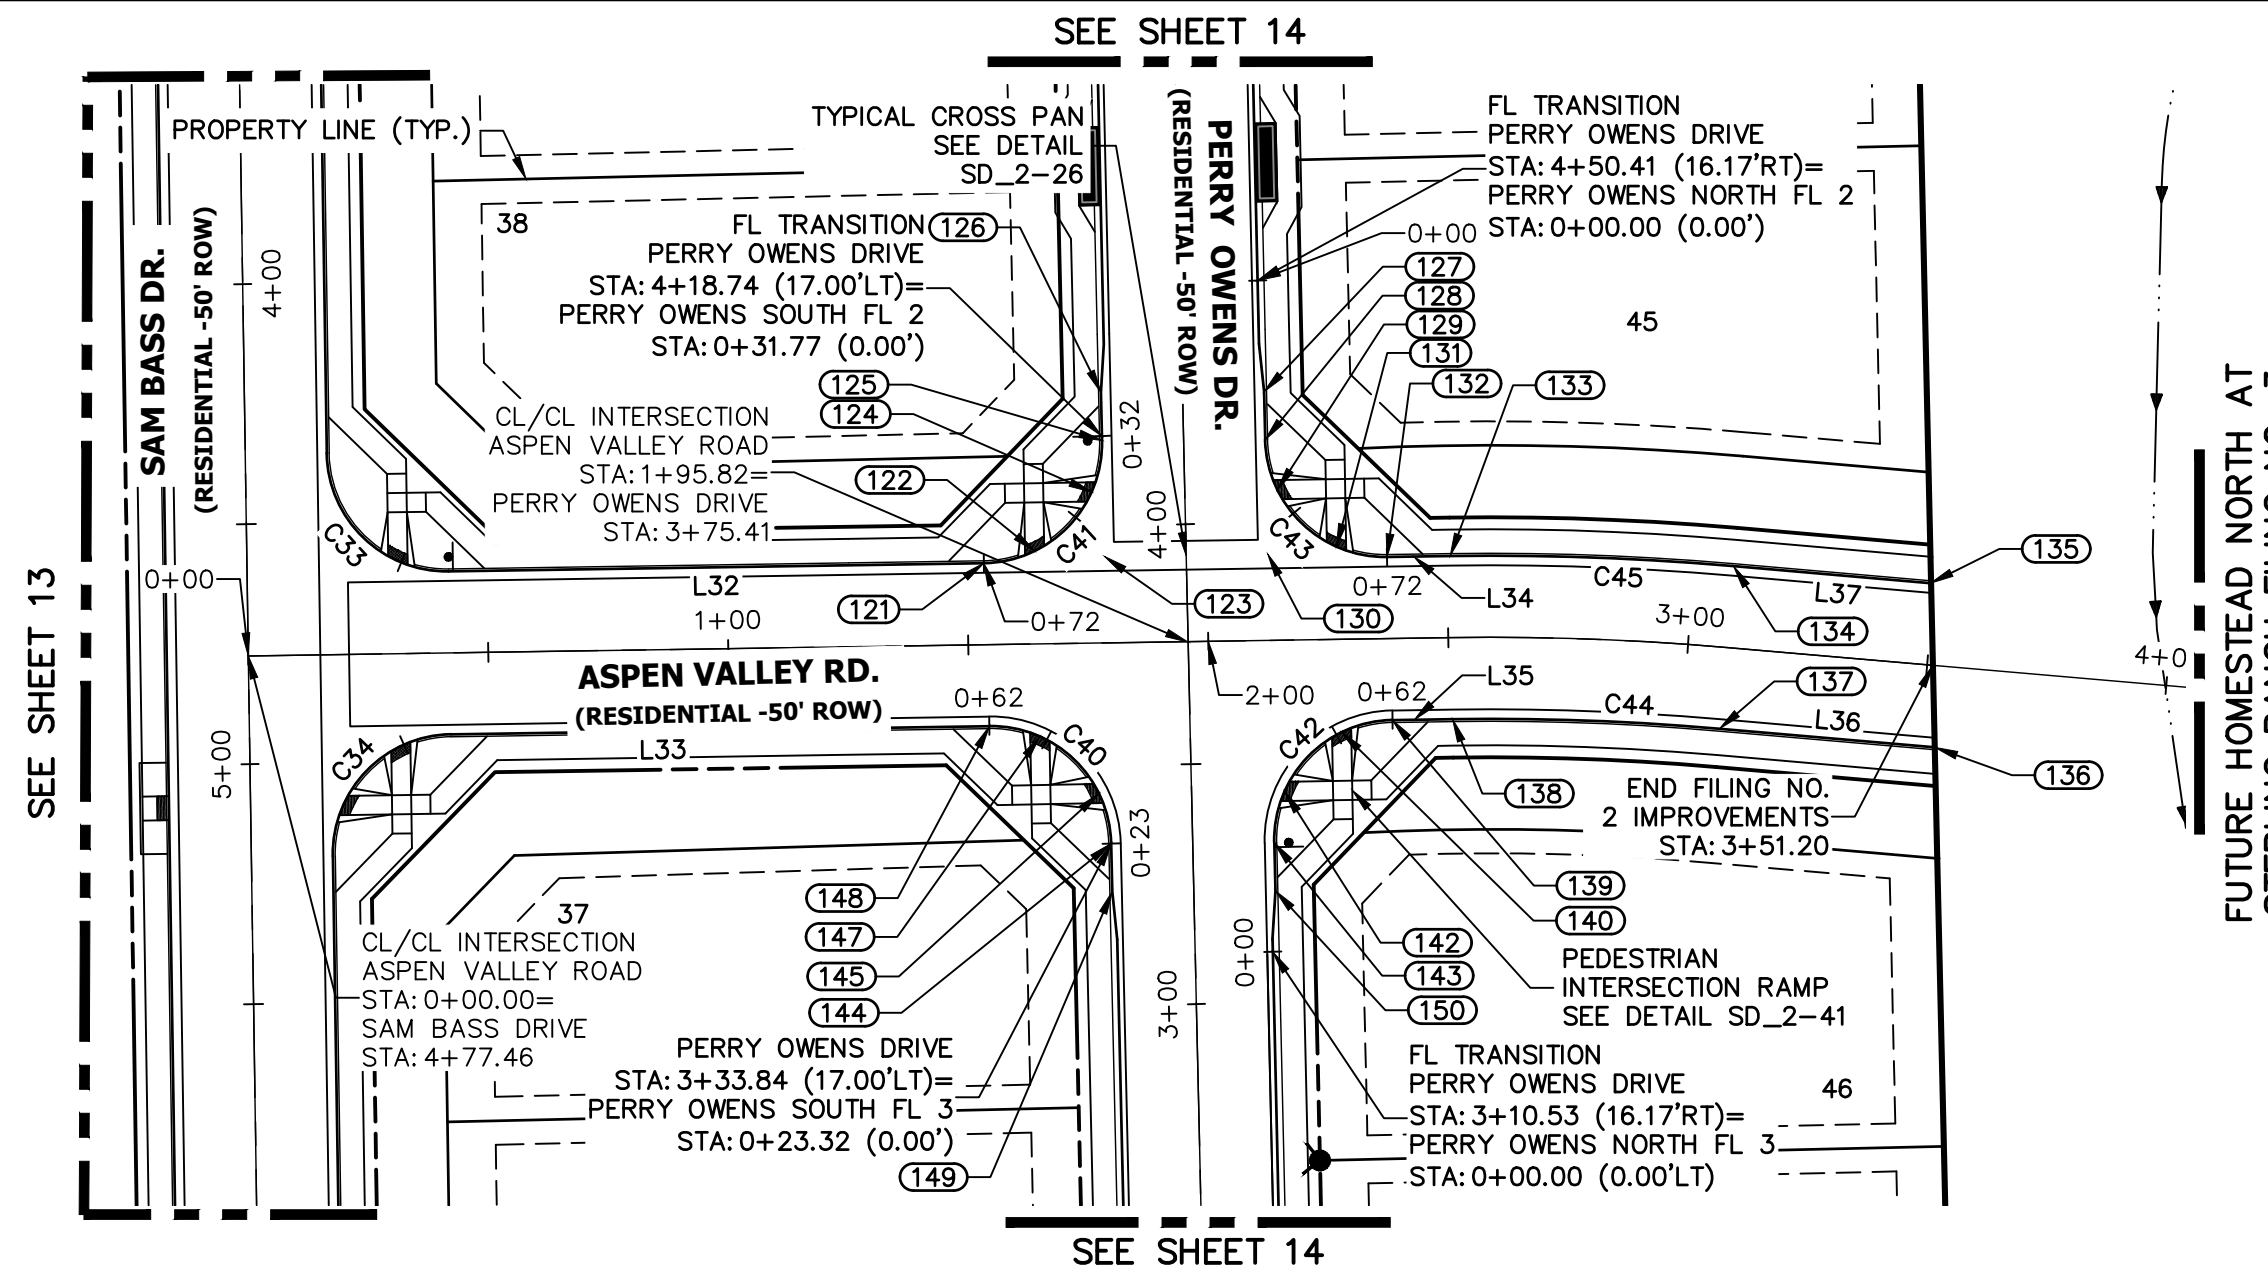 SEE SHEET 14
SEE SHEET 13
PROPERTY LINE (TYP.)
SAM BASS DR.
(RESIDENTIAL -50' ROW)
4+00
5+00
0+00
38
TYPICAL CROSS PAN
SEE DETAIL
SD_2-26
FL TRANSITION
PERRY OWENS DRIVE
STA: 4+18.74 (17.00'LT)=
PERRY OWENS SOUTH FL 2
STA: 0+31.77 (0.00')
126
125
124
CL/CL INTERSECTION
ASPEN VALLEY ROAD
STA: 1+95.82=
PERRY OWENS DRIVE
STA: 3+75.41
122
C33
C41
0+32
4+00
(RESIDENTIAL -50' ROW)
PERRY OWENS DR.
FL TRANSITION
PERRY OWENS DRIVE
STA: 4+50.41 (16.17'RT)=
PERRY OWENS NORTH FL 2
STA: 0+00.00 (0.00')
0+00
127
128
129
131
132
133
45
C43
0+72
L34
C45
3+00
L37
134
135
L32
1+00
121
0+72
123
130
ASPEN VALLEY RD.
(RESIDENTIAL -50' ROW)
0+62
2+00
0+62
L35
C44
137
L36
136
4+0
C34
L33
C40
C42
0+23
138
END FILING NO.
2 IMPROVEMENTS
STA: 3+51.20
37
CL/CL INTERSECTION
ASPEN VALLEY ROAD
STA: 0+00.00=
SAM BASS DRIVE
STA: 4+77.46
148
147
145
144
PERRY OWENS DRIVE
STA: 3+33.84 (17.00'LT)=
PERRY OWENS SOUTH FL 3
STA: 0+23.32 (0.00')
149
3+00
0+00
139
140
142
143
150
PEDESTRIAN
INTERSECTION RAMP
SEE DETAIL SD_2-41
FL TRANSITION
PERRY OWENS DRIVE
STA: 3+10.53 (16.17'RT)=
PERRY OWENS NORTH FL 3
STA: 0+00.00 (0.00'LT)
46
SEE SHEET 14
FUTURE HOMESTEAD NORTH AT